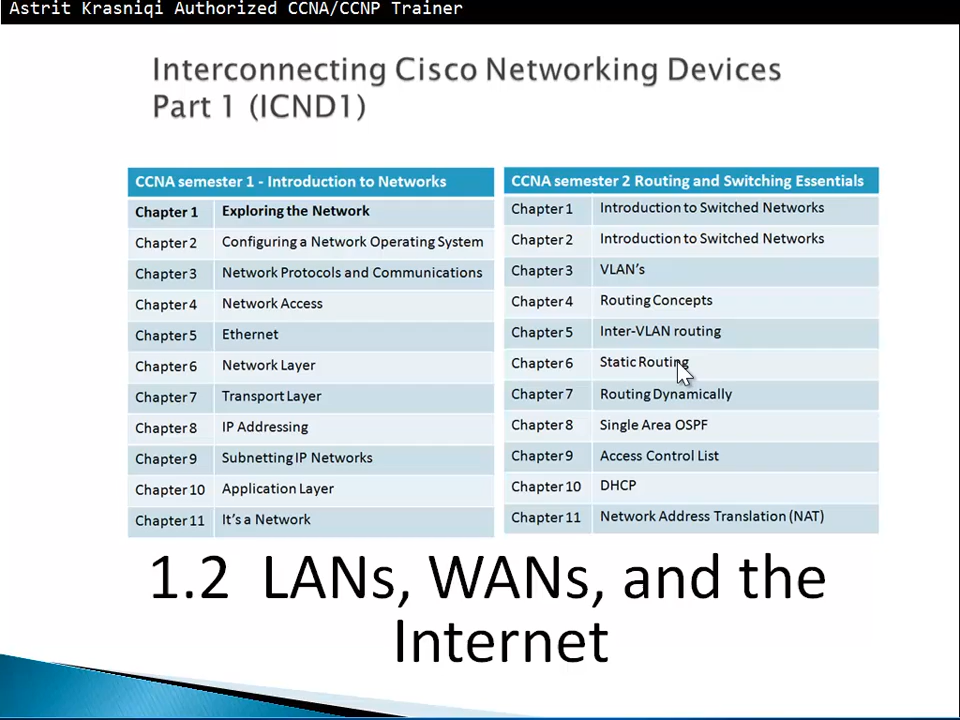 Astrit Krasniqi Authorized CCNA/CCNP Trainer
Interconnecting Cisco Networking Devices
Part 1 (ICND1)
CCNA semester 1 - Introduction to Networks
Chapter 1 Exploring the Network
Chapter 2 Configuring a Network Operating System
Chapter 3 Network Protocols and Communications
Chapter 4 Network Access
Chapter 5 Ethernet
Chapter 6 Network Layer
Chapter 7 Transport Layer
Chapter 8 IP Addressing
Chapter 9 Subnetting IP Networks
Chapter 10 Application Layer
Chapter 11 It's a Network
CCNA semester 2 Routing and Switching Essentials
Chapter 1 Introduction to Switched Networks
Chapter 2 Introduction to Switched Networks
Chapter 3 VLAN's
Chapter 4 Routing Concepts
Chapter 5 Inter-VLAN routing
Chapter 6 Static Routing
Chapter 7 Routing Dynamically
Chapter 8 Single Area OSPF
Chapter 9 Access Control List
Chapter 10 DHCP
Chapter 11 Network Address Translation (NAT)
1.2 LANs, WANs, and the
Internet